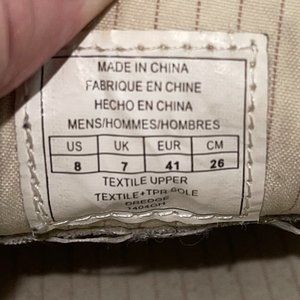 MADE IN CHINA
FABRIQUE EN CHINE
HECHO EN CHINA
MENS/HOMMES/HOMBRES
US UK EUR CM
8 7 41 26
TEXTILE UPPER
TEXTILE+TPR SOLE
DREDGE